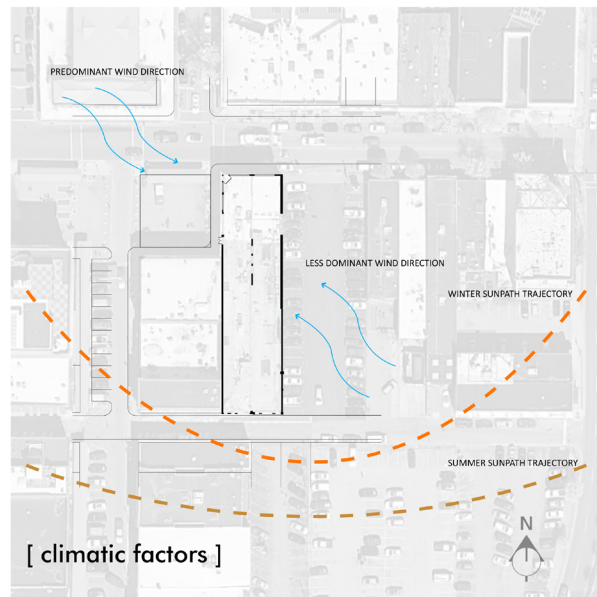 PREDOMINANT WIND DIRECTION
LESS DOMINANT WIND DIRECTION
WINTER SUNPATH TRAJECTORY
SUMMER SUNPATH TRAJECTORY
N
[ climatic factors ]